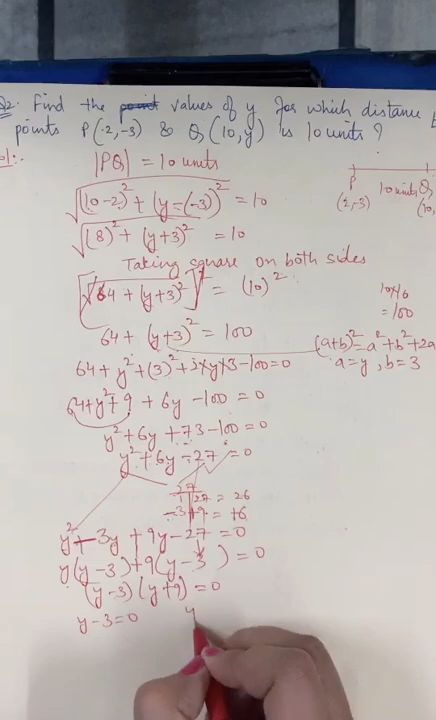 Q2. Find the point values of y for which distance
points P(2,-3) & Q(10,y) is 10 units?
Sol:-
|PQ| = 10 units
√(10-2)² + (y-(-3))² = 10
√(8)² + (y+3)² = 10
P 10 units Q
(2,-3) (10,
Taking square on both sides
[√64 + (y+3)²]² = (10)²
10×10
=100
64 + (y+3)² = 100
(a+b)² = a² + b² + 2a
a=y, b=3
64 + y² + (3)² + 2×y×3 - 100 = 0
64 + y² + 9 + 6y - 100 = 0
y² + 6y + 73 - 100 = 0
y² + 6y - 27 = 0
27
1 | 27 = 26
-3 + 9 = +6
y² - 3y + 9y - 27 = 0
y(y-3) + 9(y-3) = 0
(y-3)(y+9) = 0
y-3=0 y